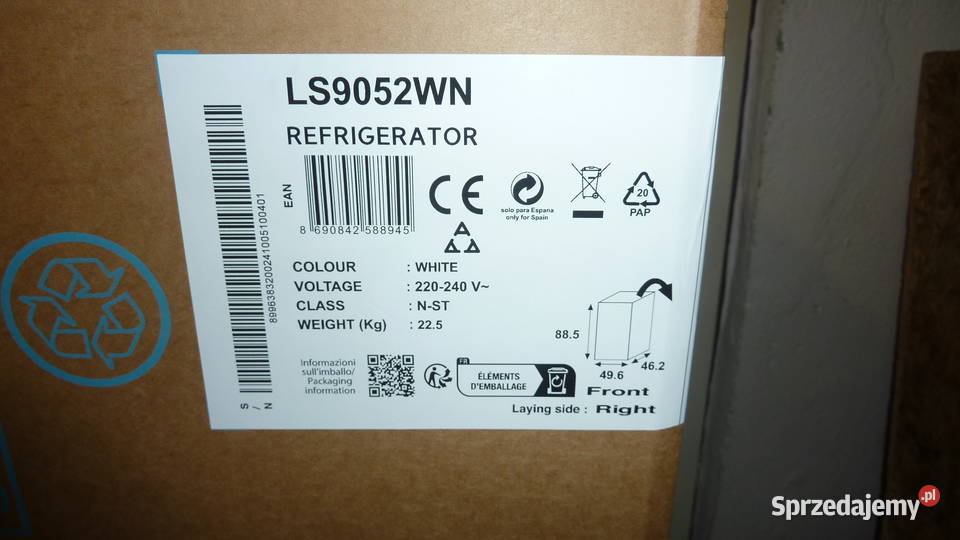 LS9052WN
REFRIGERATOR
EAN
8 690842 588945
CE
solo para Espana
only for Spain
20
PAP
A
A A
COLOUR : WHITE
VOLTAGE : 220-240 V~
CLASS : N-ST
WEIGHT (Kg) : 22.5
8996383200241005100401
S / N
88.5
49.6
46.2
Front
Laying side : Right
Informazioni
sull'imballo/
Packaging
information
FR
ÉLÉMENTS
D'EMBALLAGE
Sprzedajemy.pl